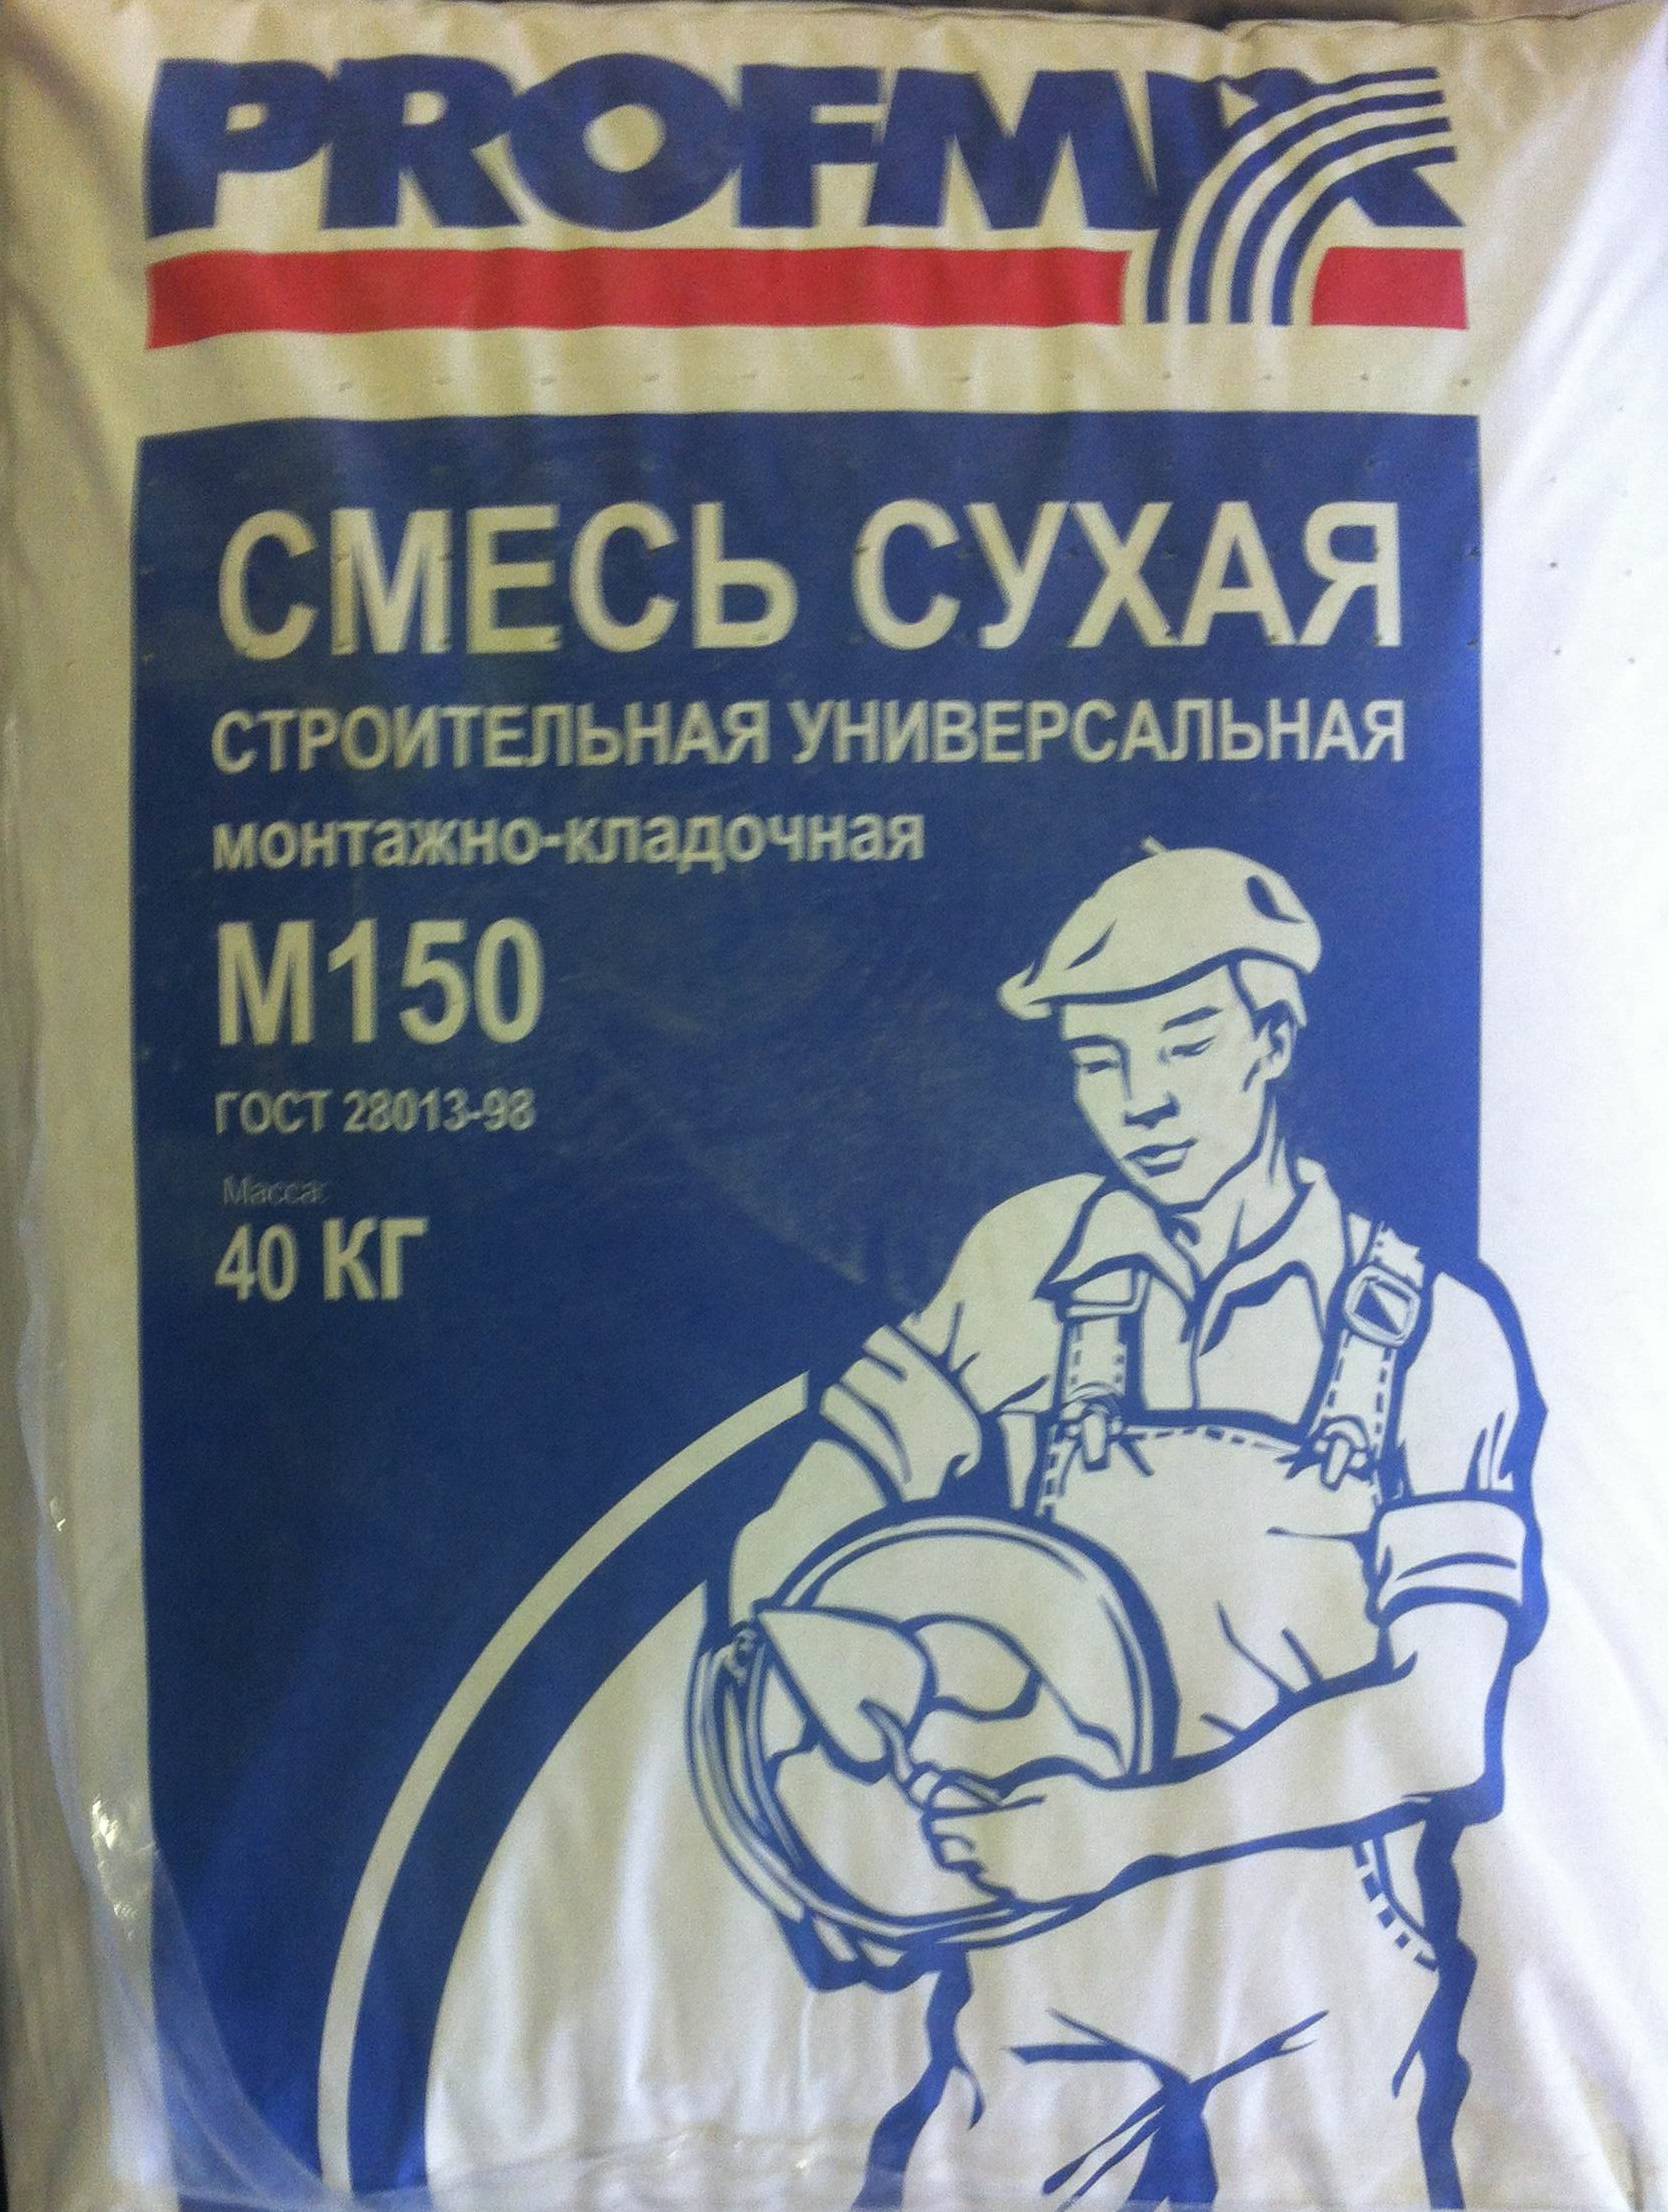 PROFMIX
СМЕСЬ СУХАЯ
СТРОИТЕЛЬНАЯ УНИВЕРСАЛЬНАЯ
монтажно-кладочная
М150
ГОСТ 28013-98
Масса:
40 КГ